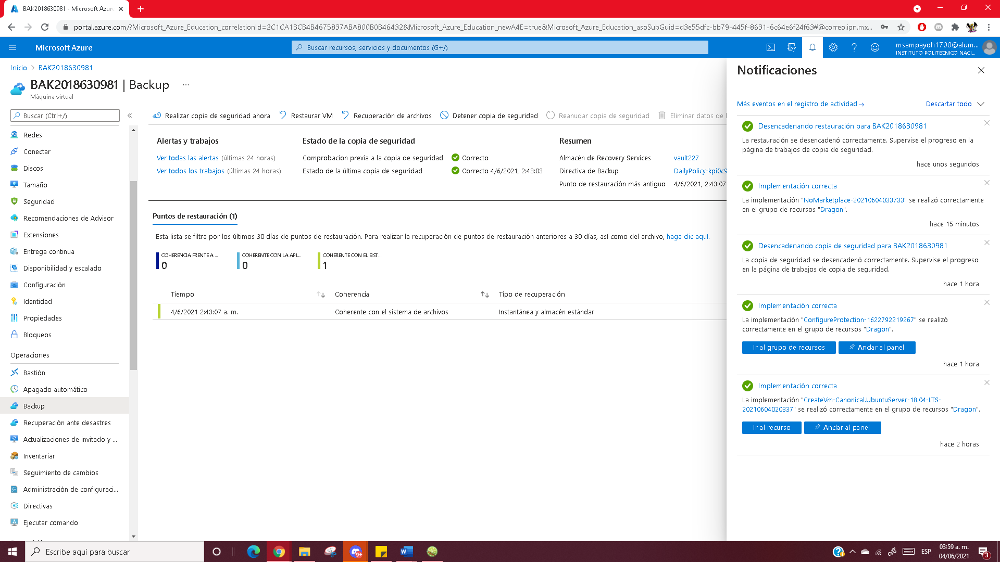 BAK2018630981 - Microsoft Azure
portal.azure.com/?Microsoft_Azure_Education_correlationId=2C1CA1BCB4B4675837ABA800B0B46432&Microsoft_Azure_Education_newA4E=true&Microsoft_Azure_Education_asoSubGuid=d3e55dfc-bb79-445f-8631-6c64e6f24f63#@correo.ipn.mx...
Microsoft Azure
Buscar recursos, servicios y documentos (G+/)
msampayoh1700@alum...
INSTITUTO POLITECNICO NACI...
Inicio > BAK2018630981
BAK2018630981 | Backup ...
Máquina virtual
Buscar (Ctrl+/)
Redes
Conectar
Discos
Tamaño
Seguridad
Recomendaciones de Advisor
Extensiones
Entrega continua
Disponibilidad y escalado
Configuración
Identidad
Propiedades
Bloqueos
Operaciones
Bastión
Apagado automático
Backup
Recuperación ante desastres
Actualizaciones de invitado y ...
Inventariar
Seguimiento de cambios
Administración de configuraci...
Directivas
Ejecutar comando
Realizar copia de seguridad ahora
Restaurar VM
Recuperación de archivos
Detener copia de seguridad
Reanudar copia de seguridad
Eliminar datos de
Alertas y trabajos
Ver todas las alertas (últimas 24 horas)
Ver todos los trabajos (últimas 24 horas)
Estado de la copia de seguridad
Comprobacion previa a la copia de seguridad Correcto
Estado de la última copia de seguridad Correcto 4/6/2021, 2:43:03
Resumen
Almacén de Recovery Services vault227
Directiva de Backup DailyPolicy-kpi0c9
Punto de restauración más antiguo 4/6/2021, 2:43:07
Puntos de restauración (1)
Esta lista se filtra por los últimos 30 días de puntos de restauración. Para realizar la recuperación de puntos de restauración anteriores a 30 días, así como del archivo, haga clic aquí.
COHERENCIA FRENTE A ...
0
COHERENTE CON LA APL...
0
COHERENTE CON EL SIST...
1
Tiempo Coherencia Tipo de recuperación
4/6/2021 2:43:07 a. m. Coherente con el sistema de archivos Instantánea y almacén estándar
Notificaciones
Más eventos en el registro de actividad →
Descartar todo
Desencadenando restauración para BAK2018630981
La restauración se desencadenó correctamente. Supervise el progreso en la
página de trabajos de copia de seguridad.
hace unos segundos
Implementación correcta
La implementación "NoMarketplace-20210604033733" se realizó correctamente
en el grupo de recursos "Dragon".
hace 15 minutos
Desencadenando copia de seguridad para BAK2018630981
La copia de seguridad se desencadenó correctamente. Supervise el progreso
en la página de trabajos de copia de seguridad.
hace 1 hora
Implementación correcta
La implementación "ConfigureProtection-1622792219267" se realizó
correctamente en el grupo de recursos "Dragon".
Ir al grupo de recursos
Anclar al panel
hace 1 hora
Implementación correcta
La implementación "CreateVm-Canonical.UbuntuServer-18.04-LTS-
20210604020337" se realizó correctamente en el grupo de recursos "Dragon".
Ir al recurso
Anclar al panel
hace 2 horas
Escribe aquí para buscar
9+
ESP
03:59 a. m.
04/06/2021
3